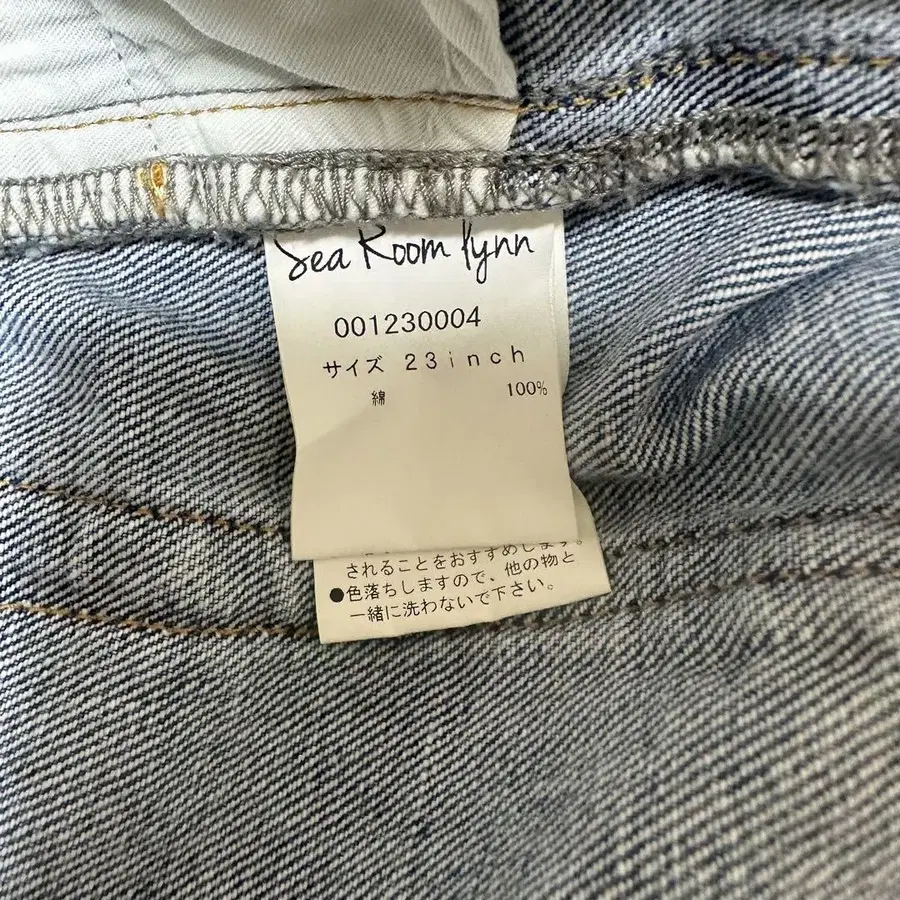 Sea Room lynn
001230004
サイズ 23inch
綿 100%
されることをおすすめします。
●色落ちしますので、他の物と
一緒に洗わないで下さい。